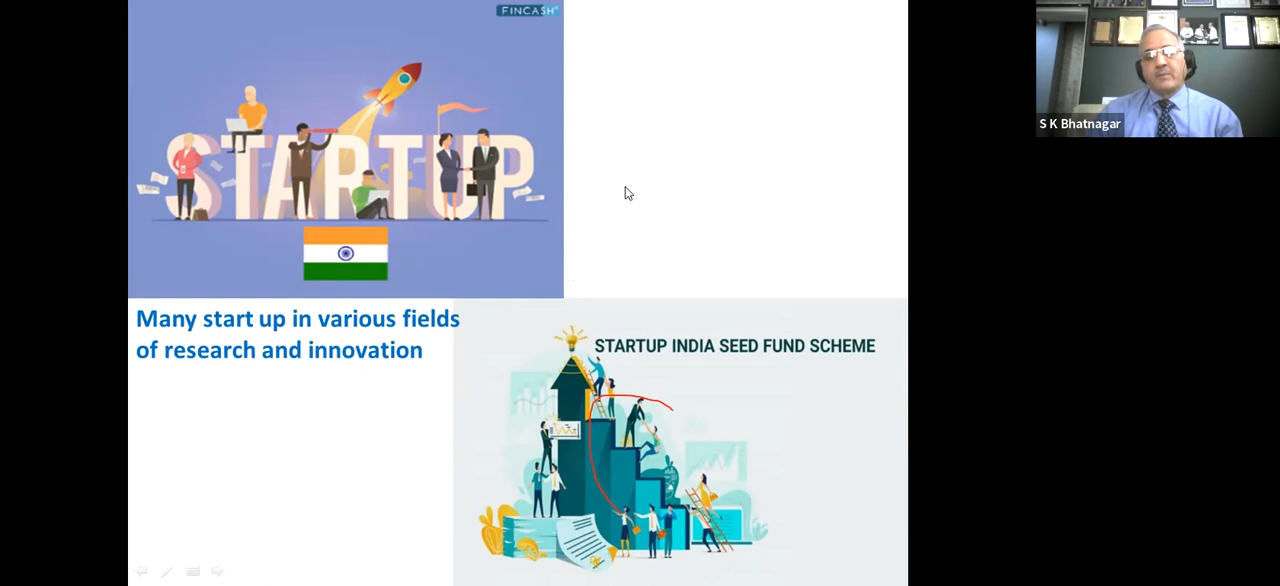 FINCASH
S K Bhatnagar
STARTUP
Many start up in various fields
of research and innovation
STARTUP INDIA SEED FUND SCHEME